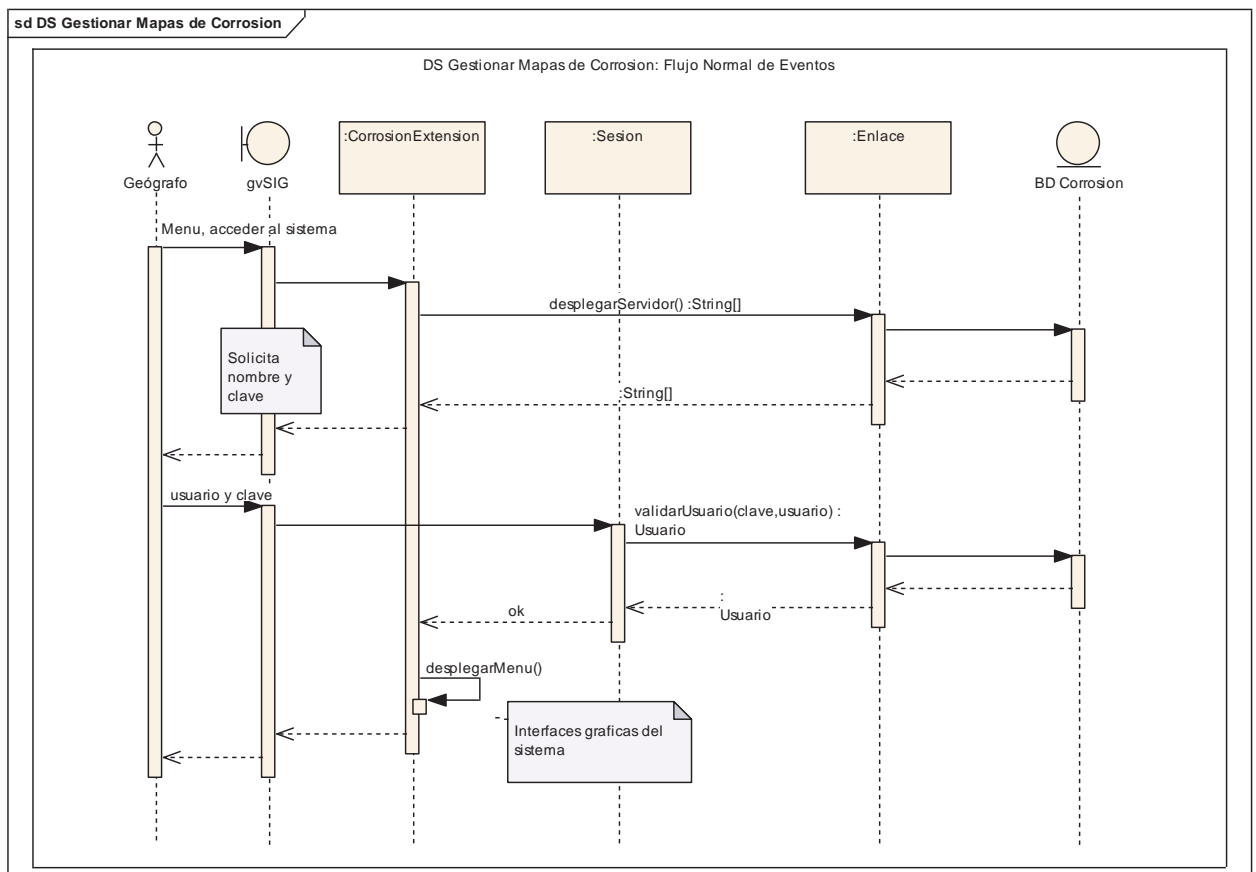 sd DS Gestionar Mapas de Corrosion
DS Gestionar Mapas de Corrosion: Flujo Normal de Eventos
:CorrosionExtension
:Sesion
:Enlace
Geógrafo
gvSIG
BD Corrosion
Menu, acceder al sistema
desplegarServidor() :String[]
Solicita
nombre y
clave
:String[]
usuario y clave
validarUsuario(clave,usuario) :
Usuario
:
Usuario
ok
desplegarMenu()
Interfaces graficas del
sistema